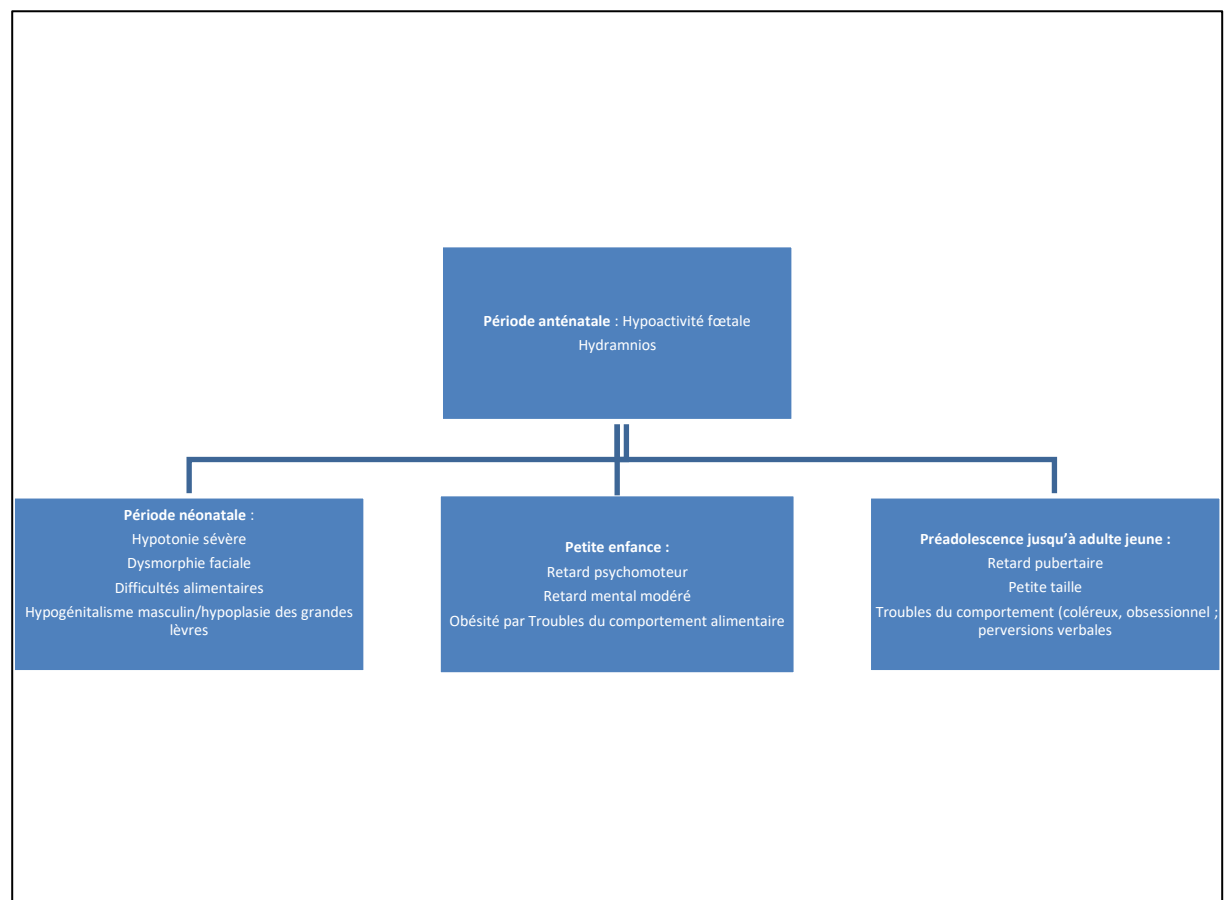 Période anténatale : Hypoactivité fœtale
Hydramnios
Période néonatale :
Hypotonie sévère
Dysmorphie faciale
Difficultés alimentaires
Hypogénitalisme masculin/hypoplasie des grandes
lèvres
Petite enfance :
Retard psychomoteur
Retard mental modéré
Obésité par Troubles du comportement alimentaire
Préadolescence jusqu'à adulte jeune :
Retard pubertaire
Petite taille
Troubles du comportement (coléreux, obsessionnel ;
perversions verbales